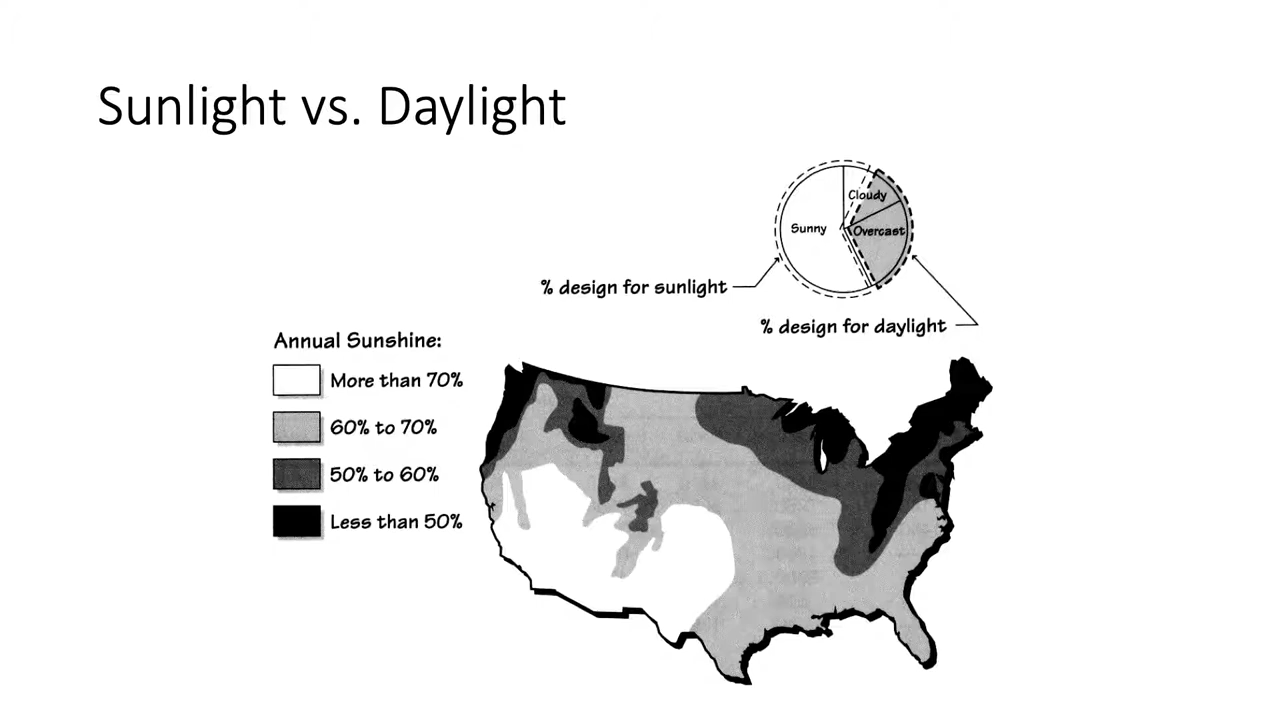 Sunlight vs. Daylight
Cloudy
Sunny
Overcast
% design for sunlight
% design for daylight
Annual Sunshine:
More than 70%
60% to 70%
50% to 60%
Less than 50%